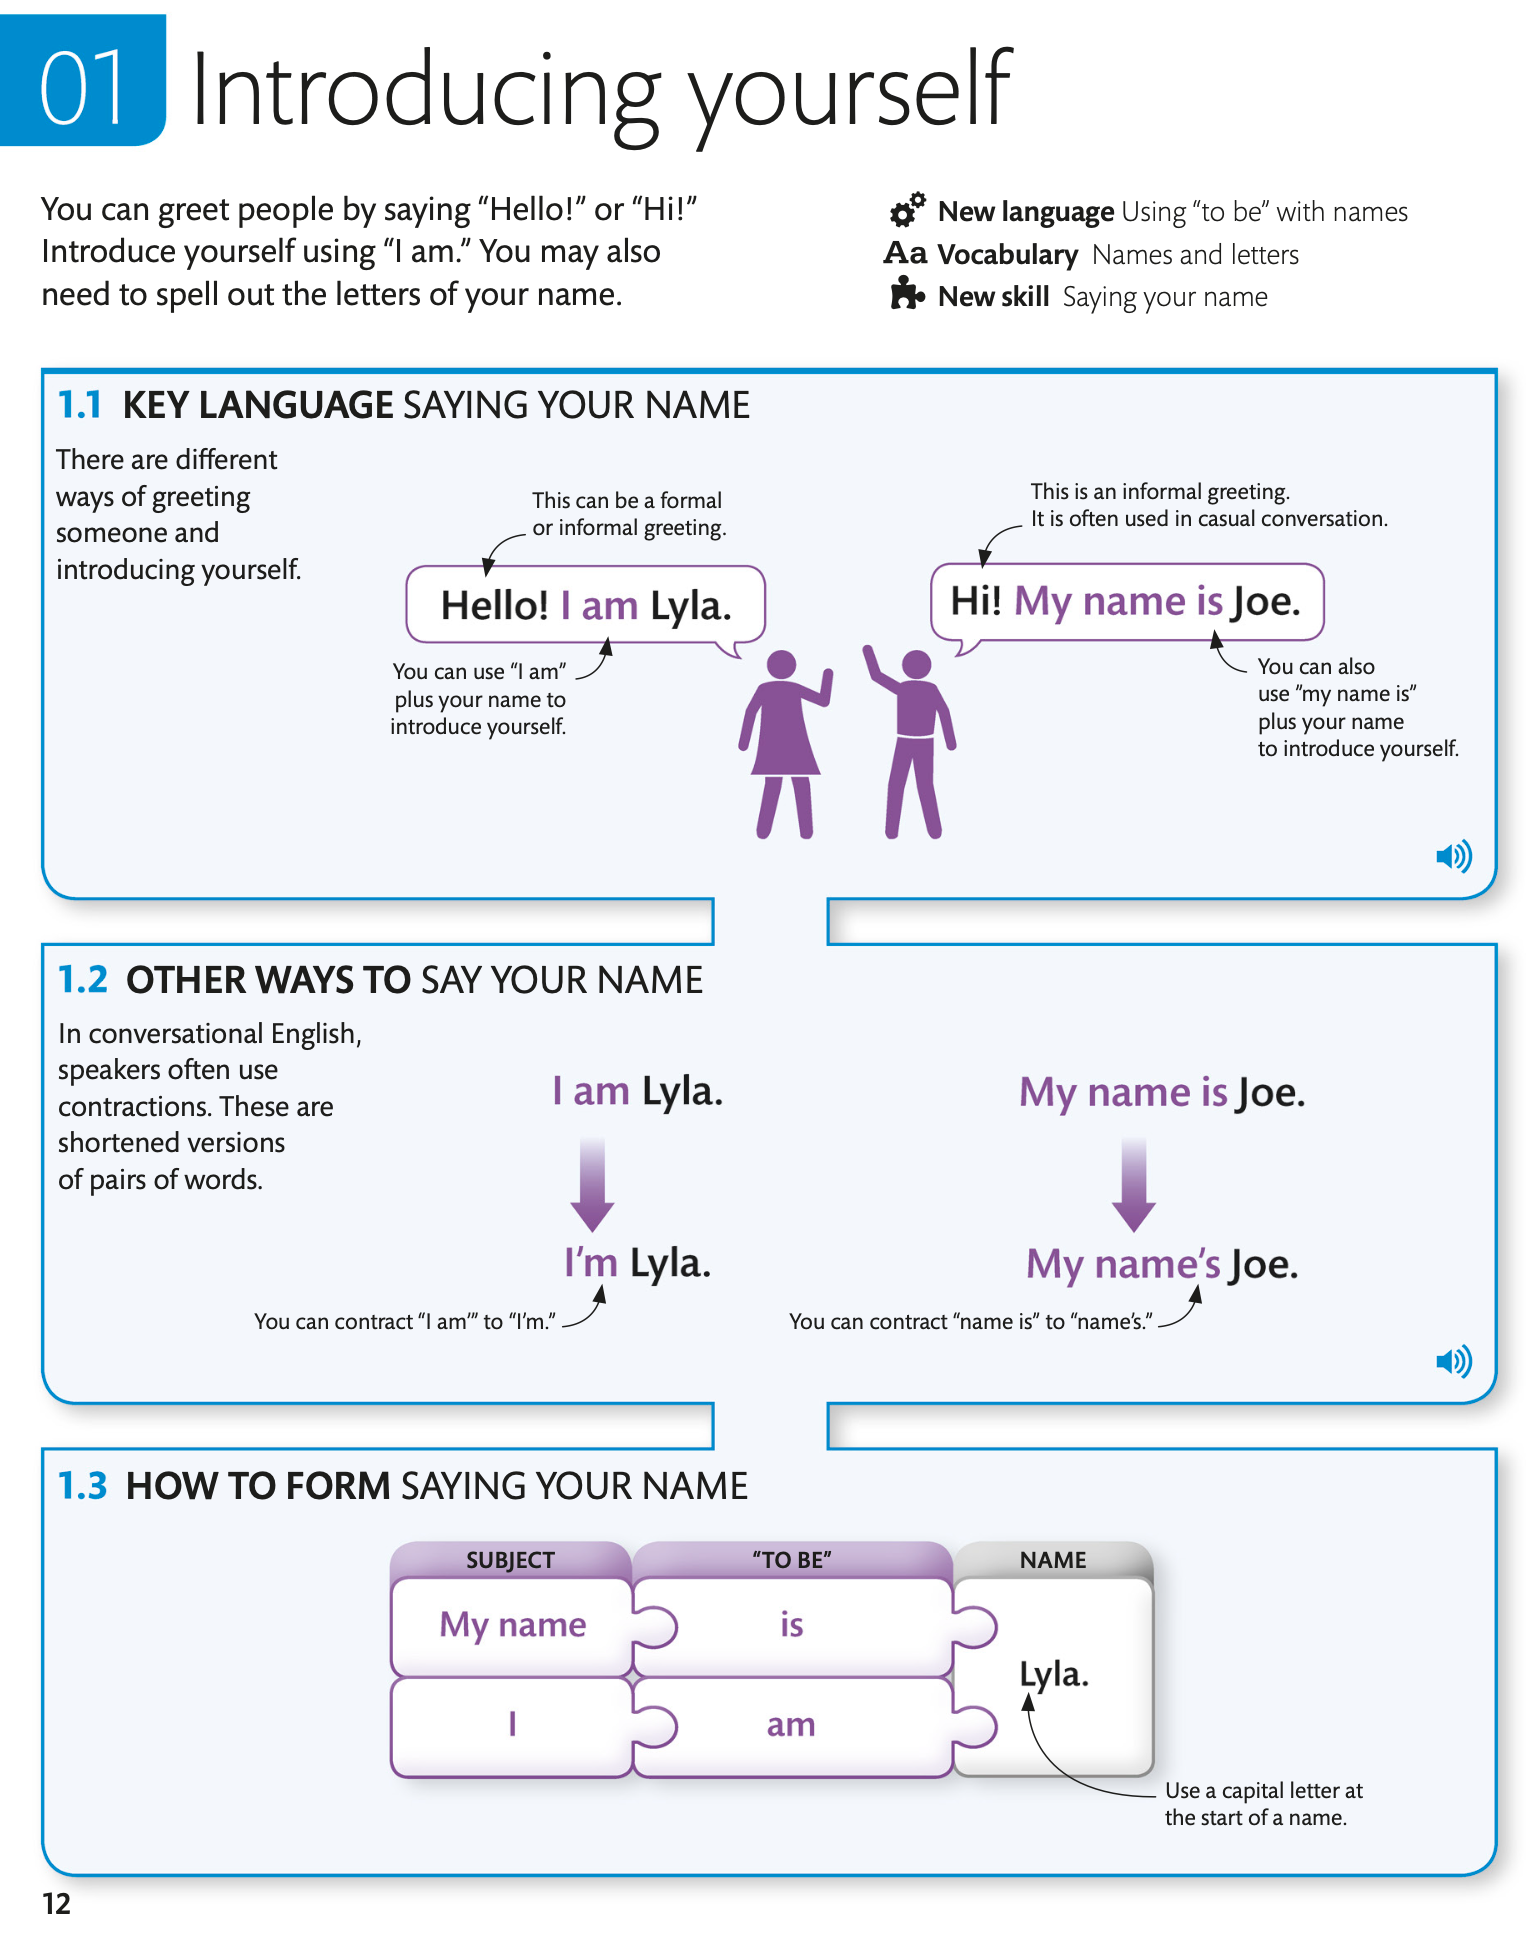 01 Introducing yourself
You can greet people by saying “Hello!” or “Hi!”
Introduce yourself using “I am.” You may also
need to spell out the letters of your name.
New language Using “to be” with names
Aa Vocabulary Names and letters
New skill Saying your name
1.1 KEY LANGUAGE SAYING YOUR NAME
There are different
ways of greeting
someone and
introducing yourself.
This can be a formal
or informal greeting.
Hello! I am Lyla.
You can use “I am”
plus your name to
introduce yourself.
This is an informal greeting.
It is often used in casual conversation.
Hi! My name is Joe.
You can also
use ”my name is”
plus your name
to introduce yourself.
1.2 OTHER WAYS TO SAY YOUR NAME
In conversational English,
speakers often use
contractions. These are
shortened versions
of pairs of words.
I am Lyla.
I’m Lyla.
You can contract “I am’” to “I’m.”
My name is Joe.
My name’s Joe.
You can contract “name is” to “name’s.”
1.3 HOW TO FORM SAYING YOUR NAME
SUBJECT “TO BE” NAME
My name is
Lyla.
I am
Use a capital letter at
the start of a name.
12